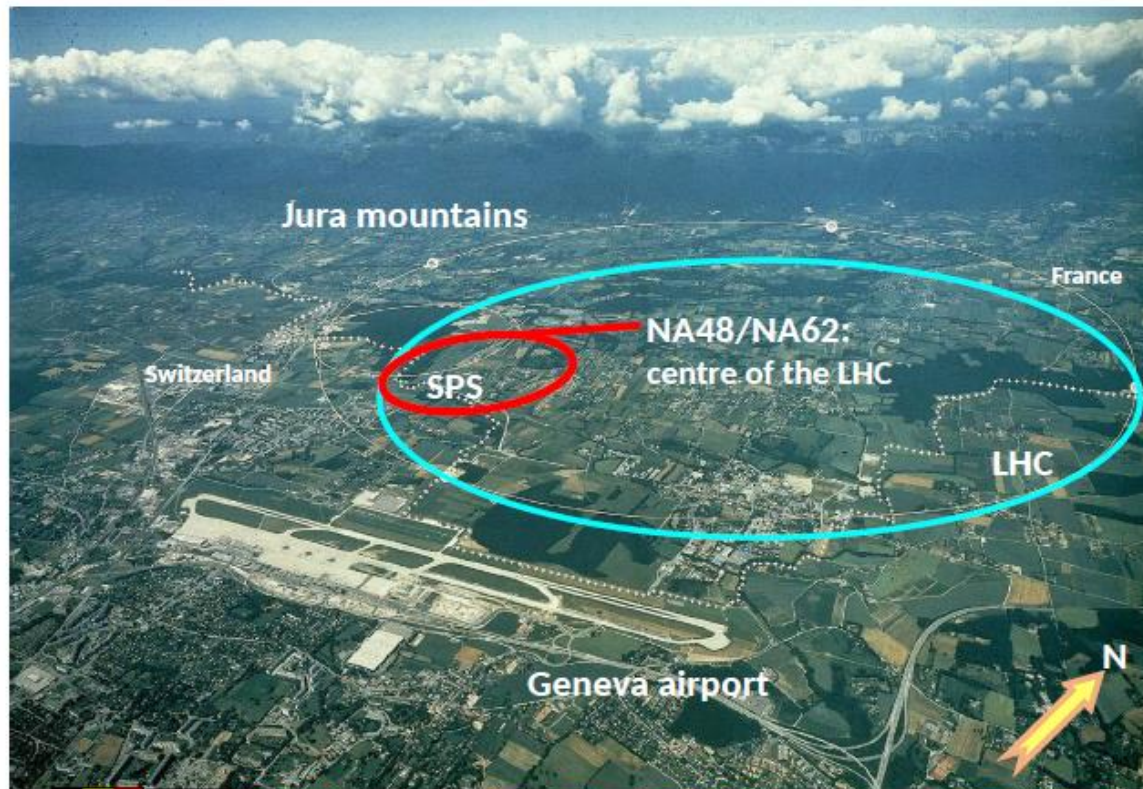 Jura mountains
France
NA48/NA62:
centre of the LHC
Switzerland
SPS
LHC
N
Geneva airport